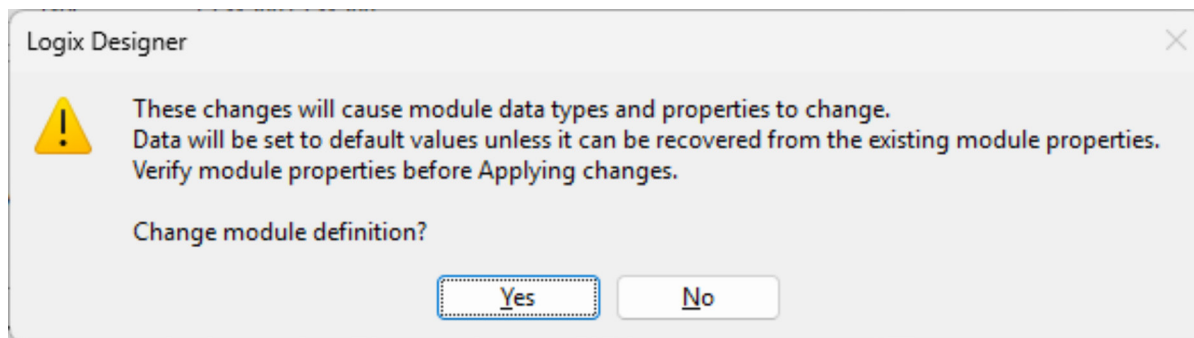 Logix Designer
These changes will cause module data types and properties to change.
Data will be set to default values unless it can be recovered from the existing module properties.
Verify module properties before Applying changes.
Change module definition?
Yes
No